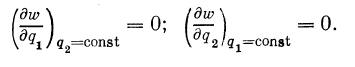 (∂w/∂q₁)q₂=const = 0; (∂w/∂q₂)q₁=const = 0.